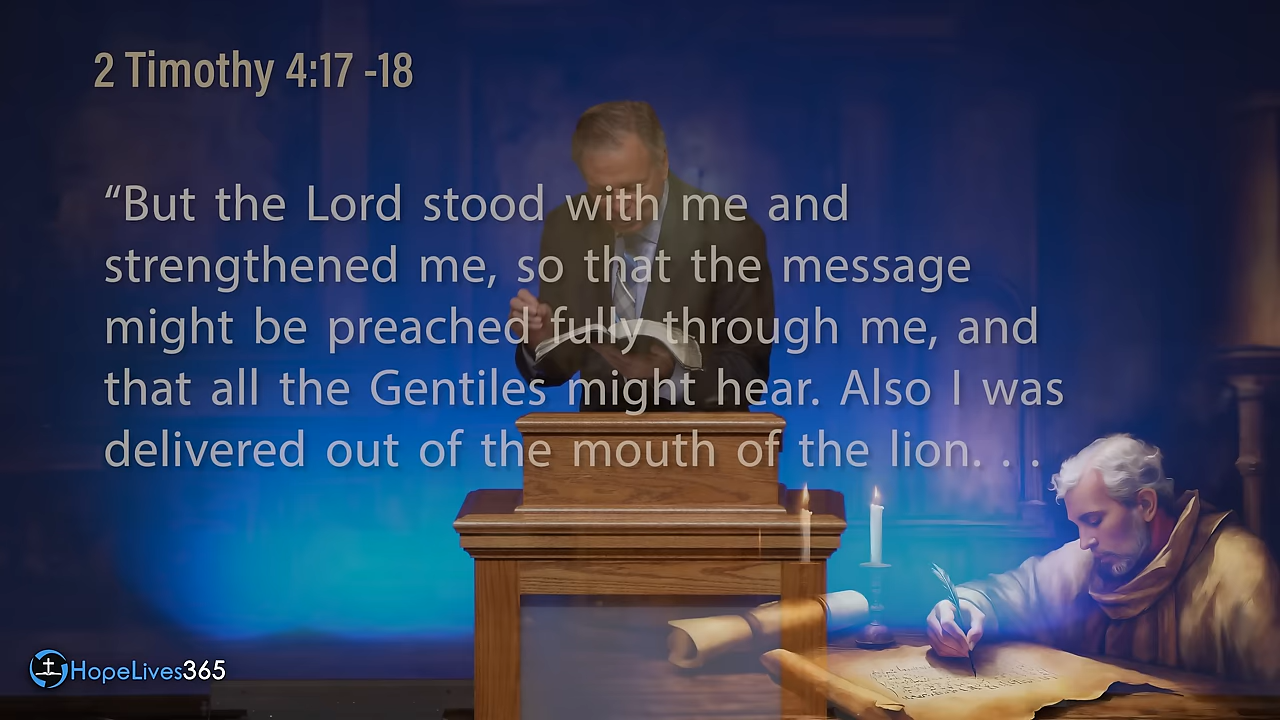 2 Timothy 4:17 -18
“But the Lord stood with me and
strengthened me, so that the message
might be preached fully through me, and
that all the Gentiles might hear. Also I was
delivered out of the mouth of the lion. . .
HopeLives365